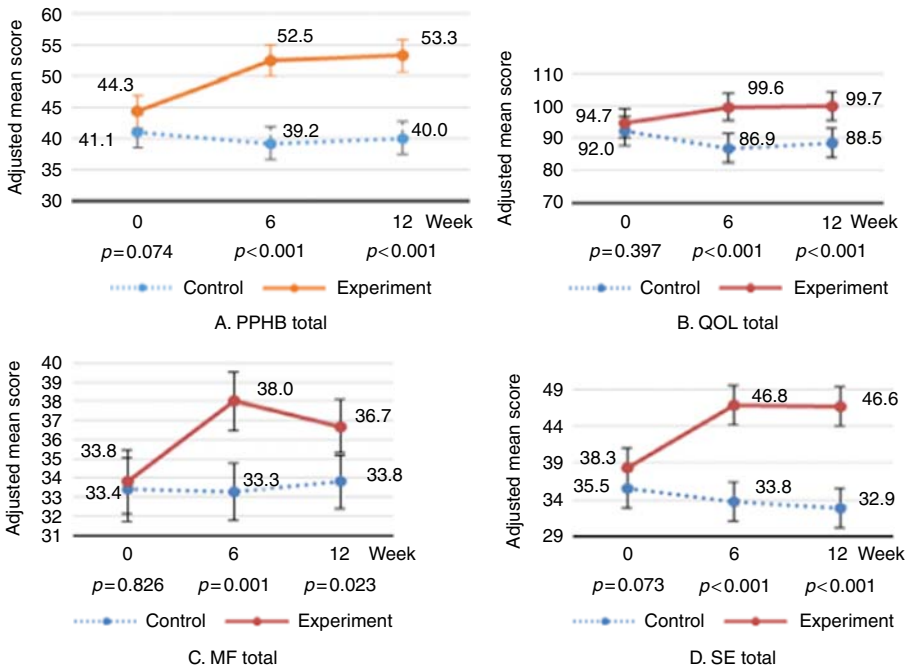 Adjusted mean score
60
55
50
45
40
35
30
44.3
52.5
53.3
41.1
39.2
40.0
0 6 12 Week
p=0.074 p<0.001 p<0.001
Control Experiment
A. PPHB total
Adjusted mean score
110
100
90
80
70
94.7
99.6
99.7
92.0
86.9
88.5
0 6 12 Week
p=0.397 p<0.001 p<0.001
Control Experiment
B. QOL total
Adjusted mean score
40
39
38
37
36
35
34
33
32
31
33.8
38.0
36.7
33.4
33.3
33.8
0 6 12 Week
p=0.826 p=0.001 p=0.023
Control Experiment
C. MF total
Adjusted mean score
49
44
39
34
29
38.3
46.8
46.6
35.5
33.8
32.9
0 6 12 Week
p=0.073 p<0.001 p<0.001
Control Experiment
D. SE total